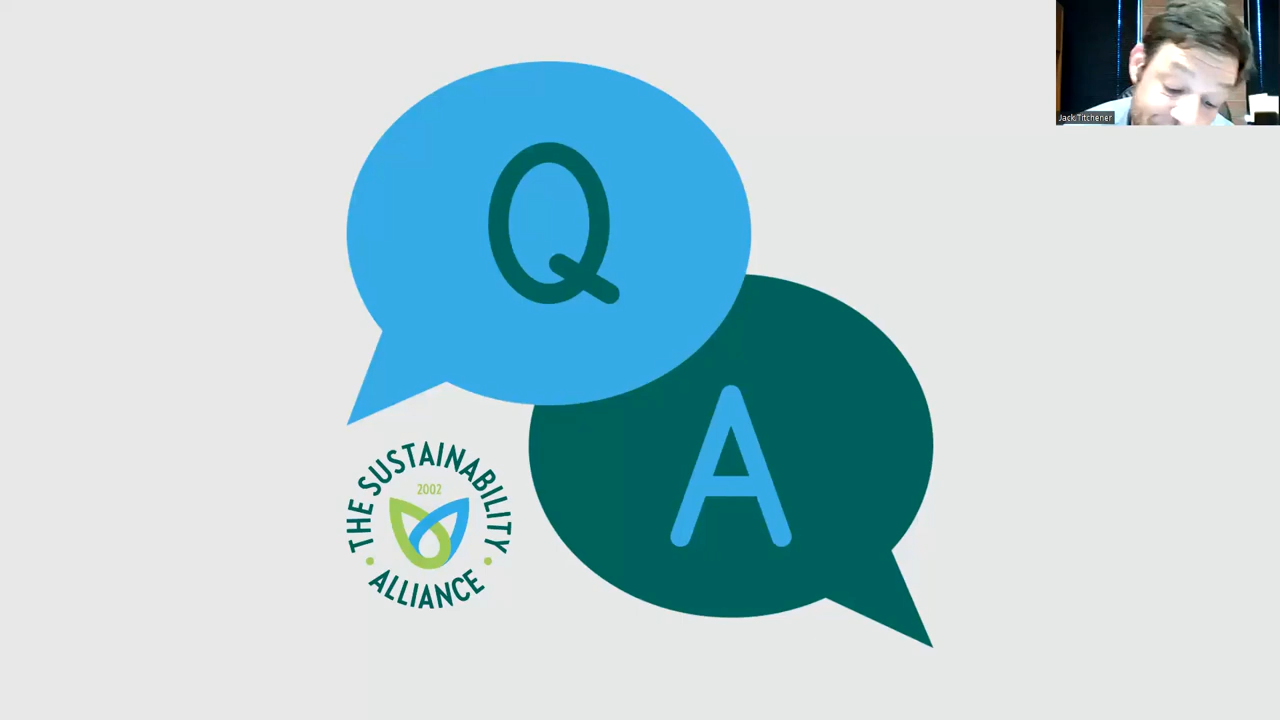 Q
A
THE SUSTAINABILITY
2002
ALLIANCE
Jack Titchener